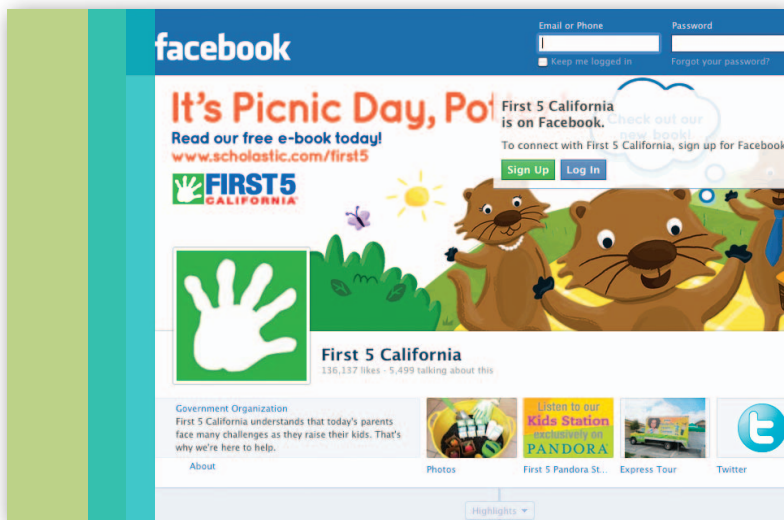 facebook
Email or Phone
Password
Keep me logged in
Forgot your password?
It's Picnic Day, Po
Read our free e-book today!
www.scholastic.com/first5
FIRST 5
CALIFORNIA
Check out our
new book!
First 5 California
is on Facebook.
To connect with First 5 California, sign up for Facebook
Sign Up
Log In
First 5 California
136,137 likes · 5,499 talking about this
Government Organization
First 5 California understands that today's parents
face many challenges as they raise their kids. That's
why we're here to help.
About
Listen to our
Kids Station
exclusively on
PANDORA
Photos
First 5 Pandora St...
Express Tour
Twitter
Highlights